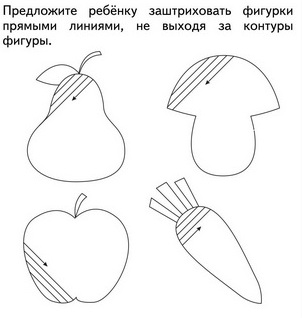 Предложите ребёнку заштриховать фигурки
прямыми линиями, не выходя за контуры
фигуры.